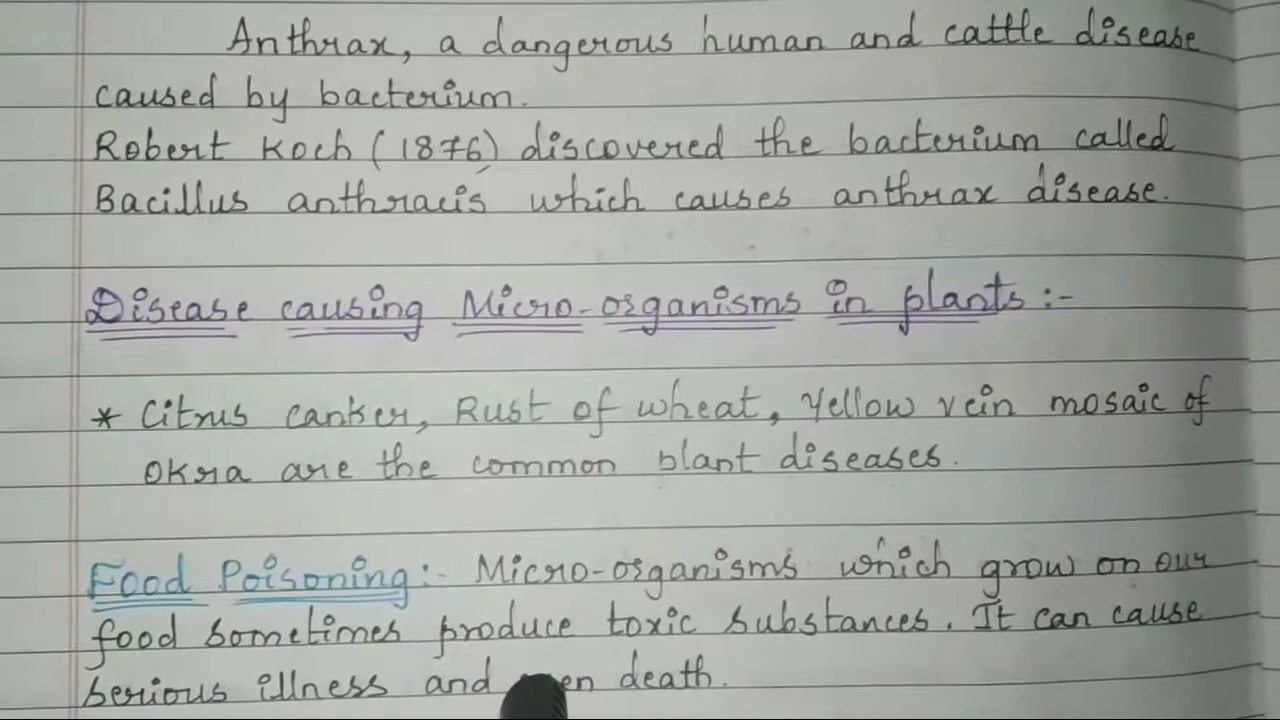 Anthrax, a dangerous human and cattle disease
caused by bacterium.
Robert Koch (1876) discovered the bacterium called
Bacillus anthracis which causes anthrax disease.
Disease causing Micro-organisms in plants :-
* Citrus canker, Rust of wheat, Yellow vein mosaic of
okra are the common plant diseases.
Food Poisoning :- Micro-organisms which grow on our
food sometimes produce toxic substances. It can cause
serious illness and death.